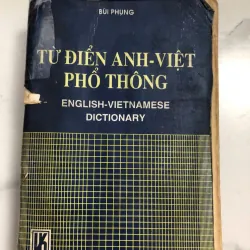 BÙI PHỤNG
TỪ ĐIỂN ANH-VIỆT
PHỔ THÔNG
ENGLISH-VIETNAMESE
DICTIONARY